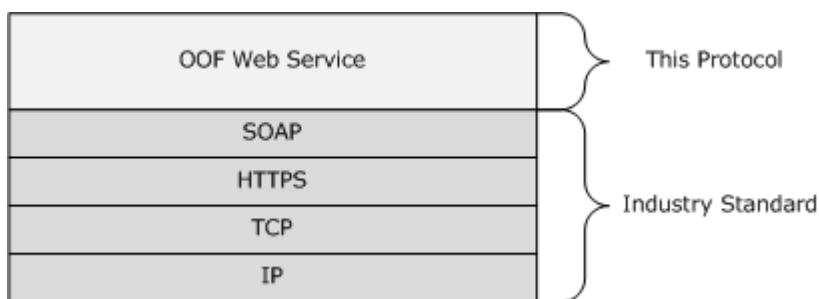 OOF Web Service
This Protocol
SOAP
HTTPS
TCP
IP
Industry Standard